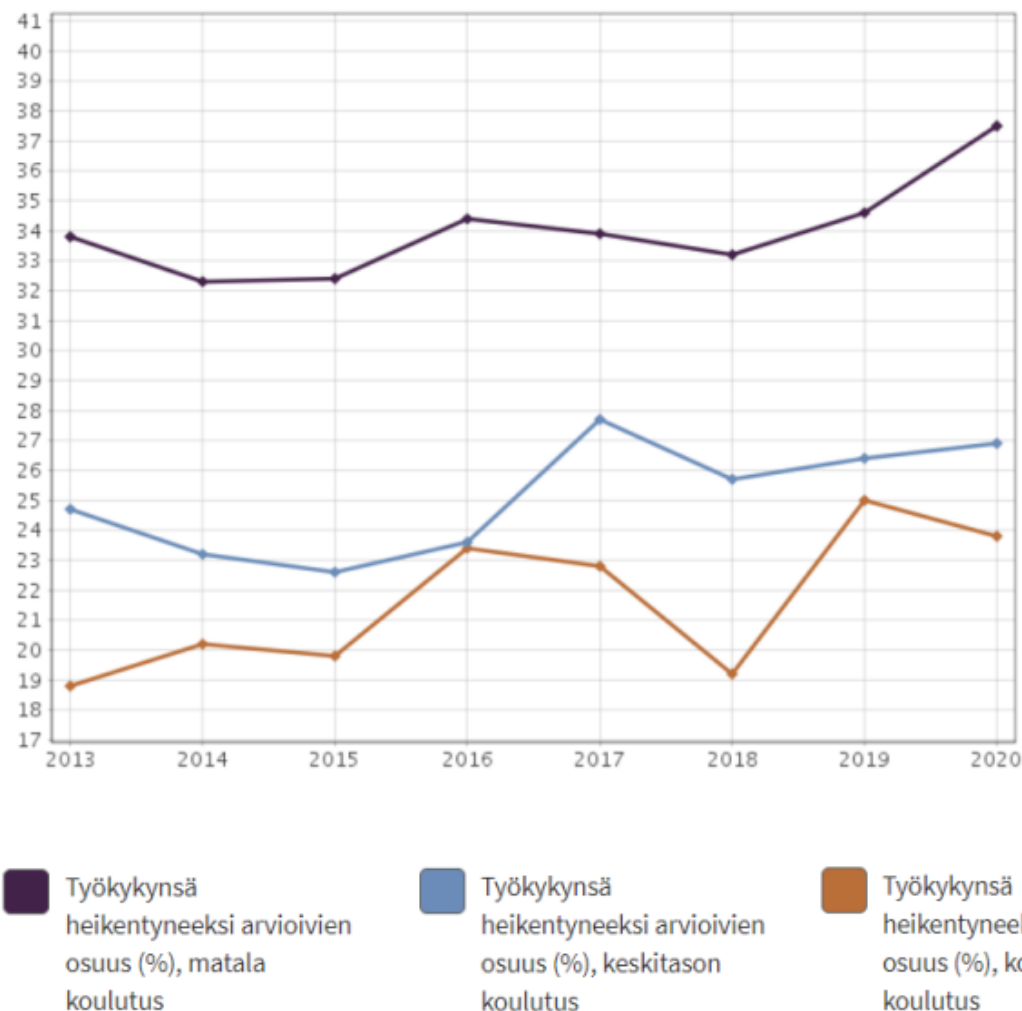 41
40
39
38
37
36
35
34
33
32
31
30
29
28
27
26
25
24
23
22
21
20
19
18
17
2013 2014 2015 2016 2017 2018 2019 2020
Työkykynsä
heikentyneeksi arvioivien
osuus (%), matala
koulutus
Työkykynsä
heikentyneeksi arvioivien
osuus (%), keskitason
koulutus
Työkykynsä
osuus (%),
koulutus